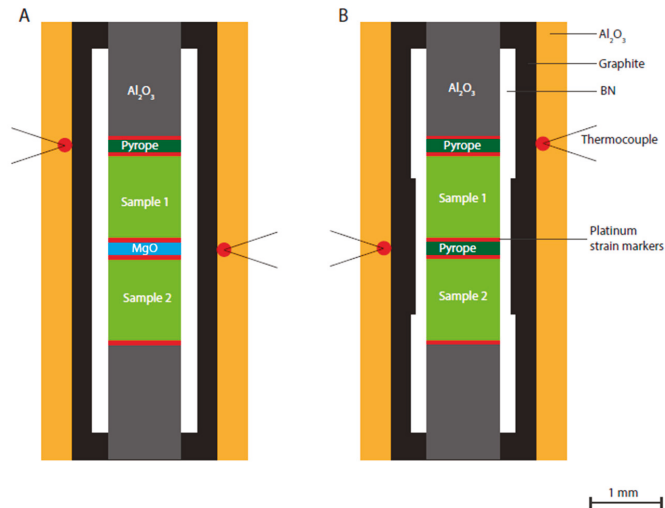 A
Al₂O₃
Pyrope
Sample 1
MgO
Sample 2
B
Al₂O₃
Pyrope
Sample 1
Pyrope
Sample 2
Al₂O₃
Graphite
BN
Thermocouple
Platinum
strain markers
1 mm